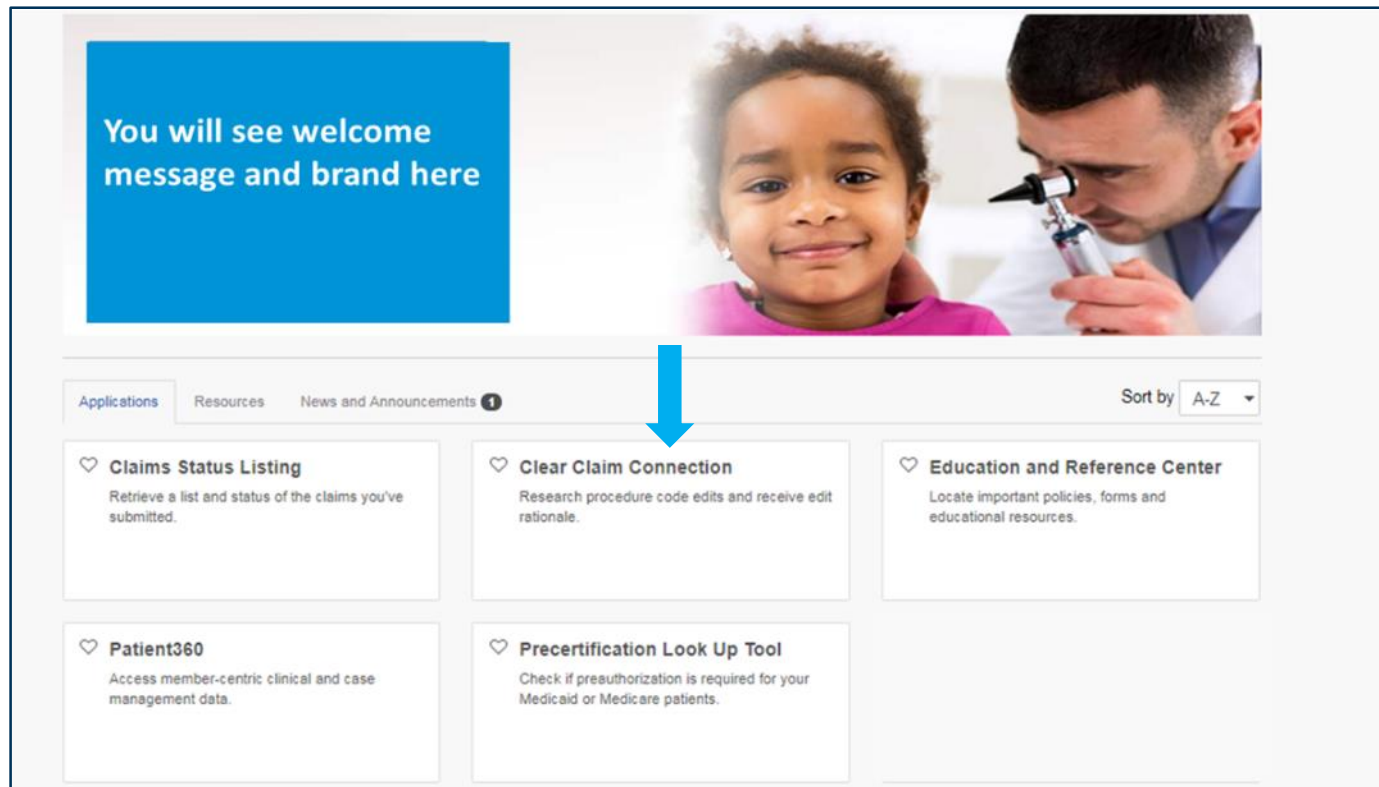 You will see welcome
message and brand here
Applications
Resources
News and Announcements 1
Sort by A-Z
Claims Status Listing
Retrieve a list and status of the claims you've
submitted.
Clear Claim Connection
Research procedure code edits and receive edit
rationale.
Education and Reference Center
Locate important policies, forms and
educational resources.
Patient360
Access member-centric clinical and case
management data.
Precertification Look Up Tool
Check if preauthorization is required for your
Medicaid or Medicare patients.